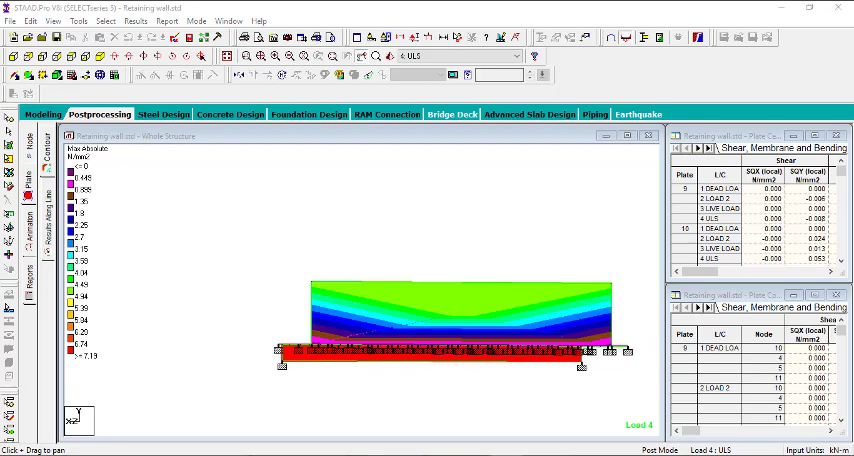 STAAD.Pro V8i (SELECTseries 5) - Retaining wall.std
File Edit View Tools Select Results Report Mode Window Help
4: ULS
Modeling Postprocessing Steel Design Concrete Design Foundation Design RAM Connection Bridge Deck Advanced Slab Design Piping Earthquake
Node
Plate
Animation
Reports
Contour
Results Along Line
Retaining wall.std - Whole Structure
Max Absolute
N/mm2
<= 0
0.449
0.899
1.35
1.8
2.25
2.7
3.15
3.59
4.04
4.49
4.94
5.39
5.84
6.29
6.74
>= 7.19
Y
Load 4
Retaining wall.std - Plate Ce...
Shear, Membrane and Bending
Shear
Plate L/C SQX (local) N/mm2 SQY (local) N/mm2
9 1 DEAD LOA 0.000 0.000
2 LOAD 2 0.000 -0.006
3 LIVE LOAD 0.000 0.000
4 ULS 0.000 -0.008
10 1 DEAD LOA -0.000 0.000
2 LOAD 2 -0.000 0.024
3 LIVE LOAD -0.000 0.013
4 ULS -0.000 0.053
Retaining wall.std - Plate Co...
Shear, Membrane and Bending
Shea
Plate L/C Node SQX (local) N/mm2
9 1 DEAD LOA 10 0.000
4 0.000
5 0.000
11 0.000
2 LOAD 2 10 0.000
4 0.000
5 0.000
11 0.000
Click + Drag to pan
Post Mode
Load 4 : ULS
Input Units: kN-m